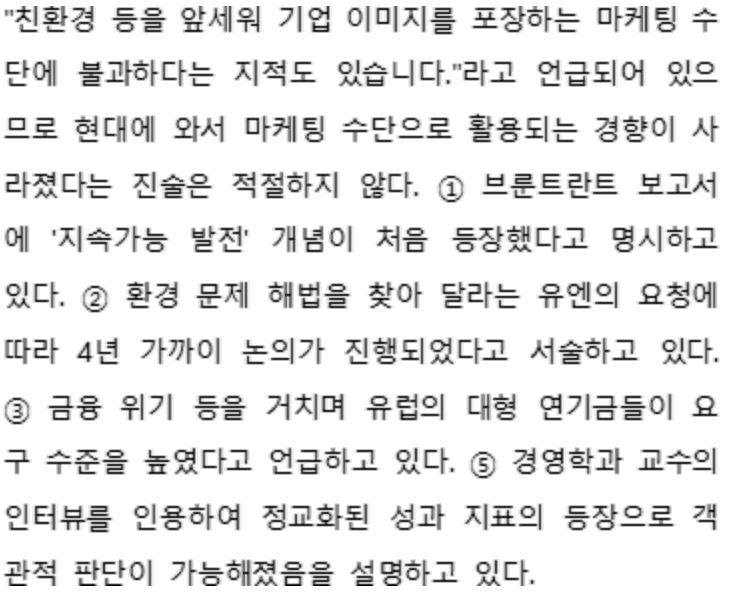 "친환경 등을 앞세워 기업 이미지를 포장하는 마케팅 수
단에 불과하다는 지적도 있습니다."라고 언급되어 있으
므로 현대에 와서 마케팅 수단으로 활용되는 경향이 사
라졌다는 진술은 적절하지 않다. ① 브룬트란트 보고서
에 '지속가능 발전' 개념이 처음 등장했다고 명시하고
있다. ② 환경 문제 해법을 찾아 달라는 유엔의 요청에
따라 4년 가까이 논의가 진행되었다고 서술하고 있다.
③ 금융 위기 등을 거치며 유럽의 대형 연기금들이 요
구 수준을 높였다고 언급하고 있다. ⑤ 경영학과 교수의
인터뷰를 인용하여 정교화된 성과 지표의 등장으로 객
관적 판단이 가능해졌음을 설명하고 있다.